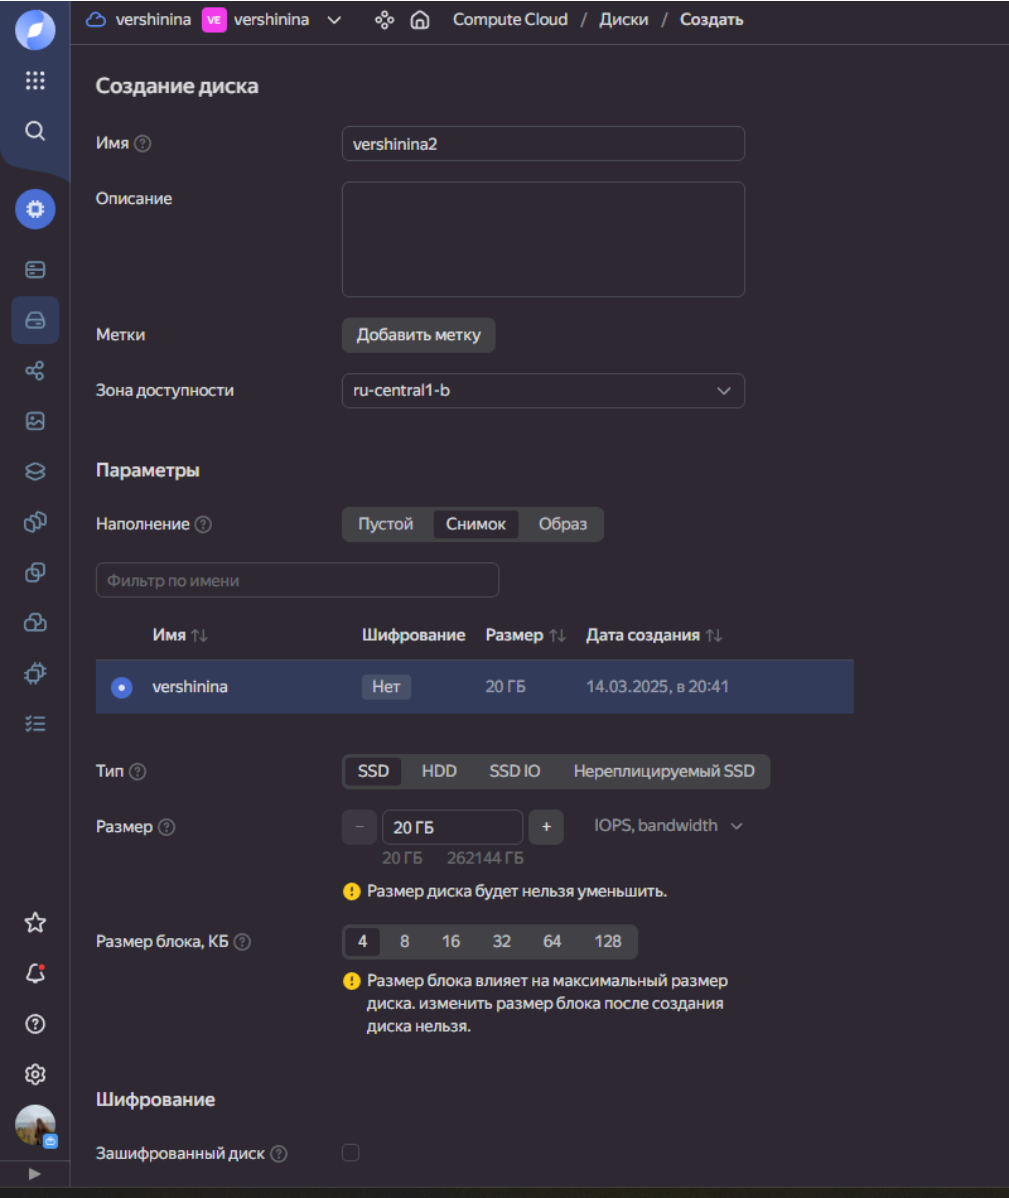 vershinina VE vershinina Compute Cloud / Диски / Создать
Создание диска
Имя vershinina2
Описание
Метки Добавить метку
Зона доступности ru-central1-b
Параметры
Наполнение Пустой Снимок Образ
Фильтр по имени
Имя Шифрование Размер Дата создания
vershinina Нет 20 ГБ 14.03.2025, в 20:41
Тип SSD HDD SSD IO Нереплицируемый SSD
Размер − 20 ГБ + IOPS, bandwidth
20 ГБ 262144 ГБ
Размер диска будет нельзя уменьшить.
Размер блока, КБ 4 8 16 32 64 128
Размер блока влияет на максимальный размер
диска. изменить размер блока после создания
диска нельзя.
Шифрование
Зашифрованный диск